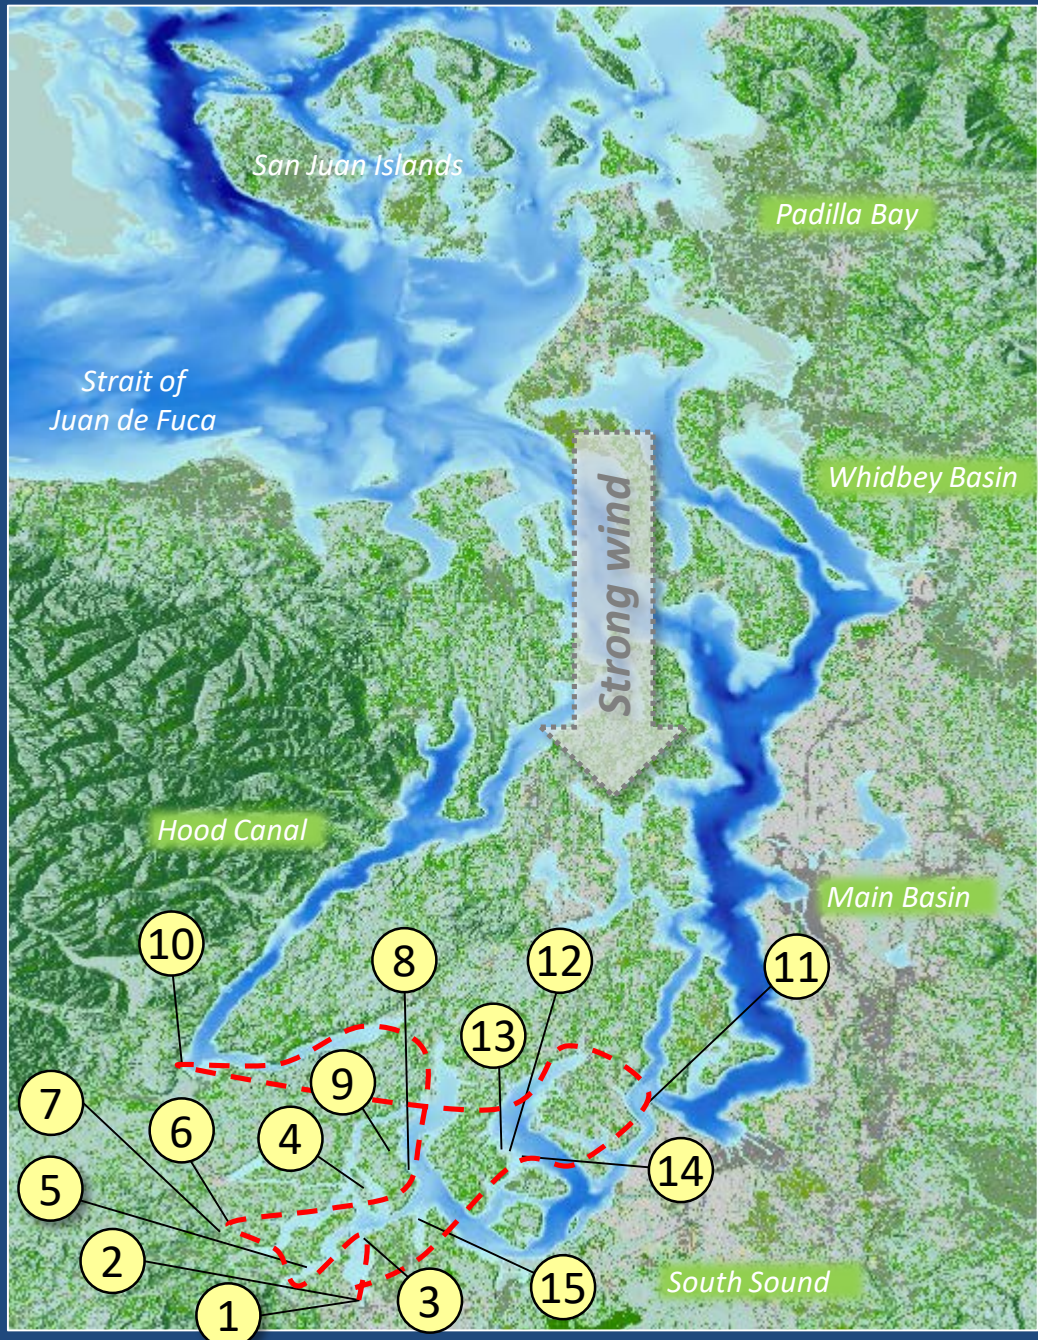 San Juan Islands
Padilla Bay
Strait of
Juan de Fuca
Whidbey Basin
Strong wind
Hood Canal
Main Basin
10
8
12
11
13
9
7
6
4
14
5
2
15
3
1
South Sound